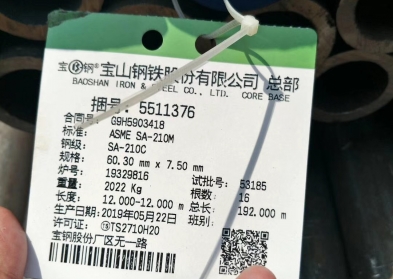 宝钢 宝山钢铁股份有限公司 总部
BAOSHAN IRON & STEEL CO., LTD. CORE BASE
捆号: 5511376
合同号: G9H5903418
标准: ASME SA-210M
钢级: SA-210C
规格: 60.30 mm x 7.50 mm
炉号: 19329816 试批号: 53185
重量: 2022 Kg 根数: 16
长度: 12.000-12.000 m 总长: 192.000 m
生产日期: 2019年05月22日 班别:
许可证: TS2710H20
宝钢股份厂区无一路